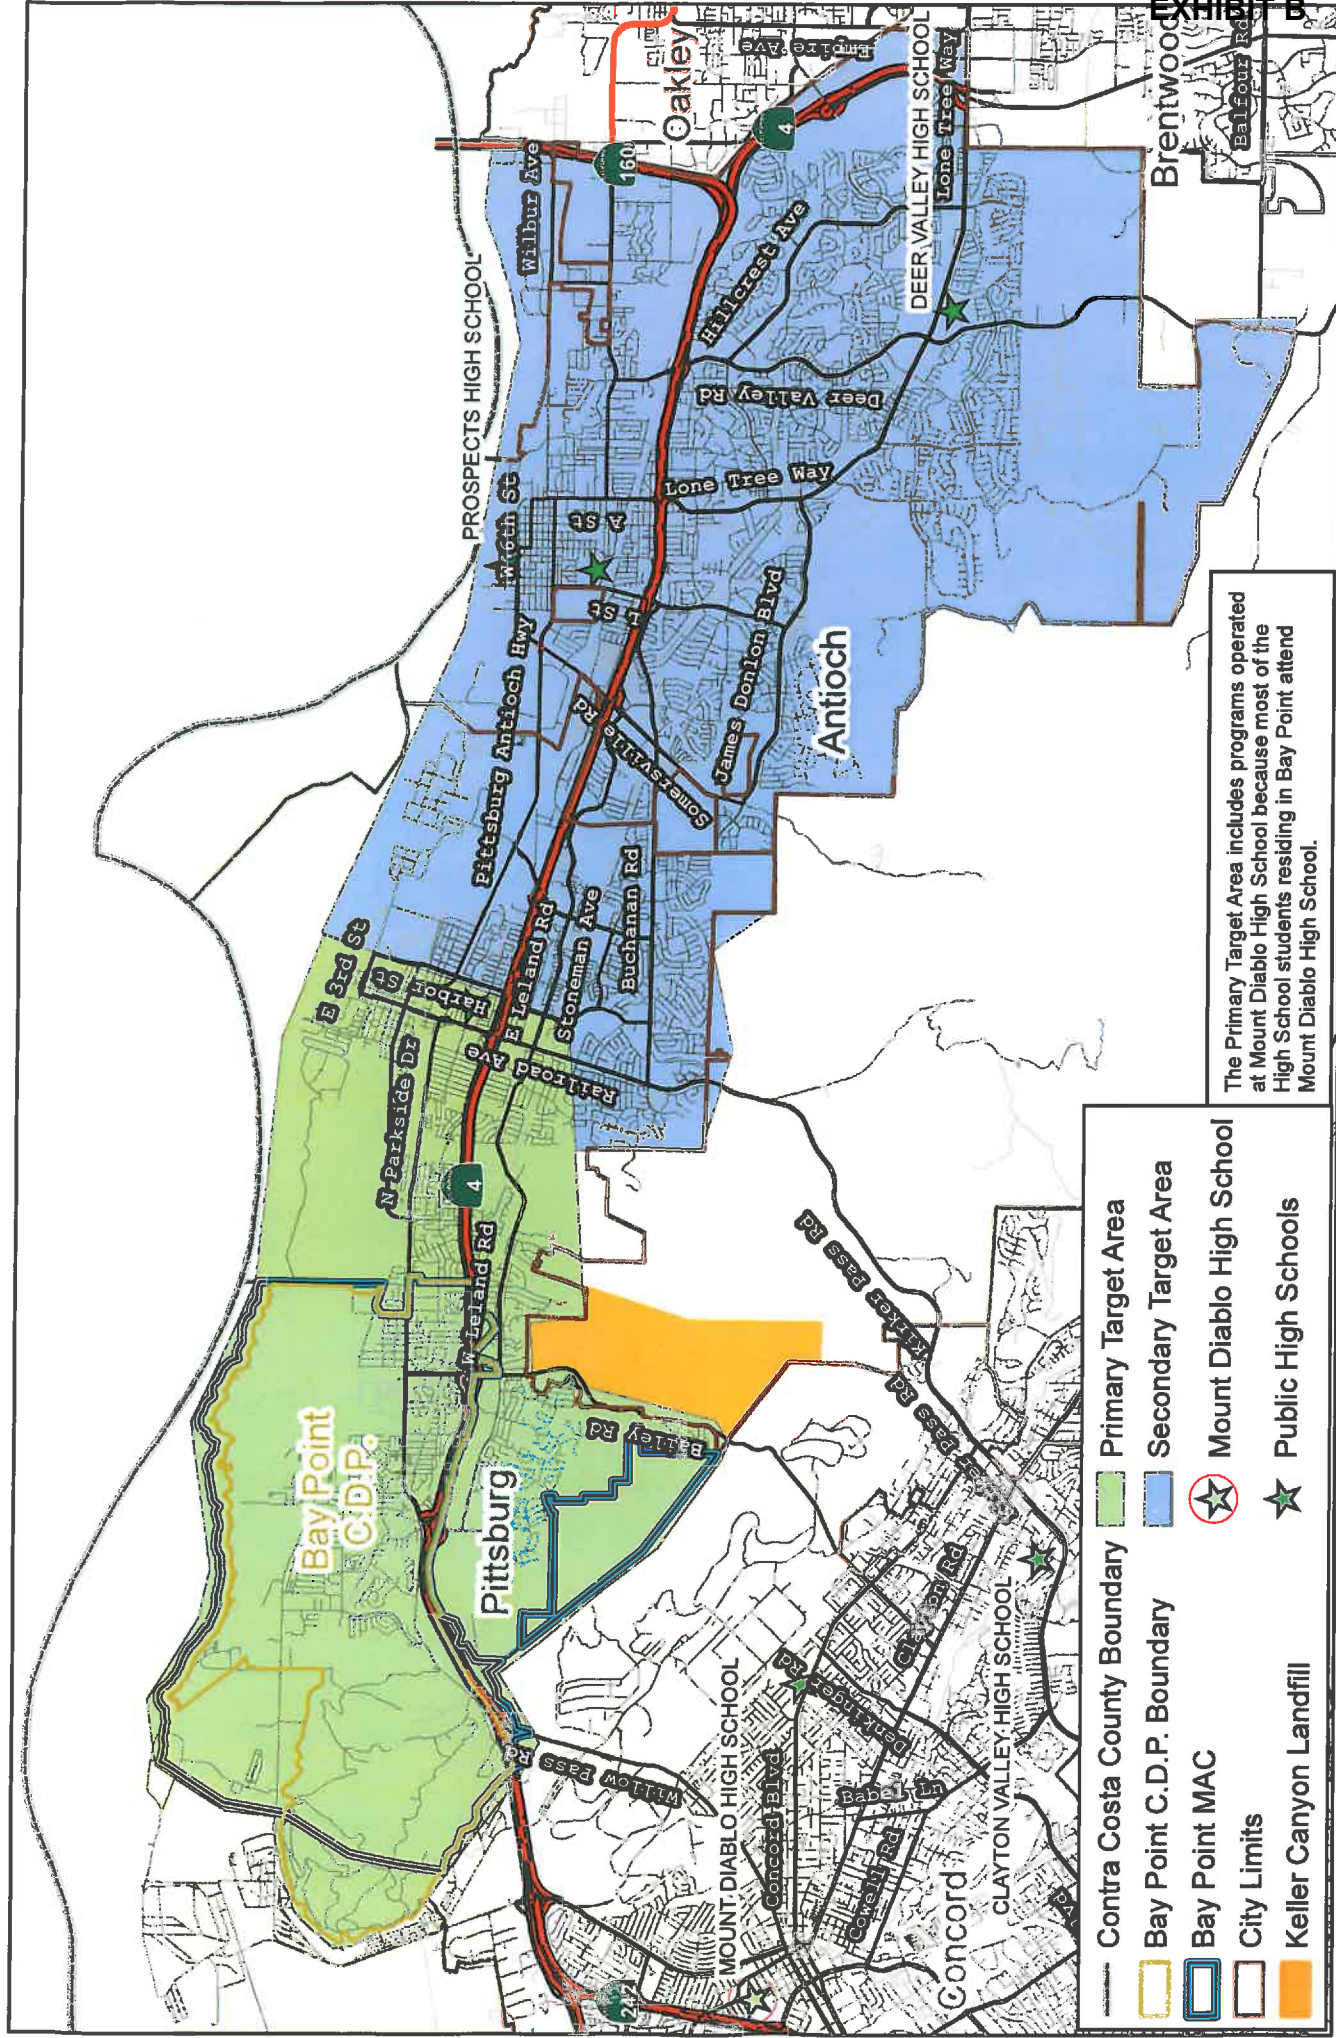 EXHIBIT B
PROSPECTS HIGH SCHOOL
DEER VALLEY HIGH SCHOOL
Oakley
Brentwood
Empire Ave
Balfour Rd
Lone Tree Way
Wilbur Ave
160
4
Hillcrest Ave
Deer Valley Rd
Lone Tree Way
W 6th St
A St
L St
Pittsburg Antioch Hwy
Somersville Rd
James Donlon Blvd
Antioch
E 3rd St
Harbor St
E Leland Rd
Stoneman Ave
Buchanan Rd
Railroad Ave
N Parkside Dr
4
W Leland Rd
Bay Point
C.D.P.
Pittsburg
Bailey Rd
Kirker Pass Rd
Willow Pass Rd
MOUNT DIABLO HIGH SCHOOL
Concord Blvd
Denkinger Rd
Clayton Rd
Babel Ln
Cowell Rd
Concord
CLAYTON VALLEY HIGH SCHOOL
Contra Costa County Boundary
Bay Point C.D.P. Boundary
Bay Point MAC
City Limits
Keller Canyon Landfill
Primary Target Area
Secondary Target Area
Mount Diablo High School
Public High Schools
The Primary Target Area includes programs operated
at Mount Diablo High School because most of the
High School students residing in Bay Point attend
Mount Diablo High School.